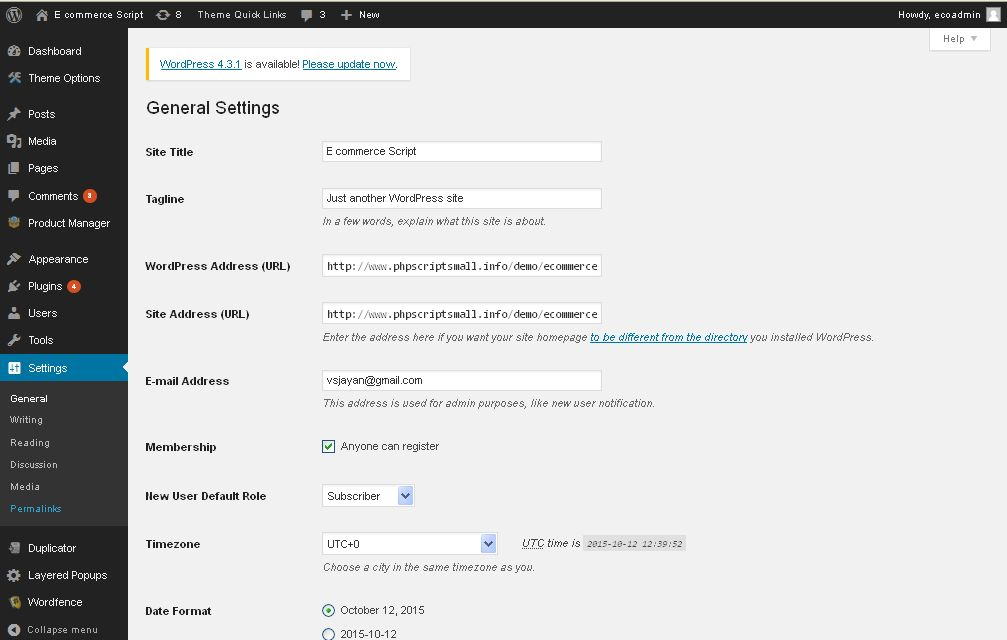 E commerce Script 8 Theme Quick Links 3 + New Howdy, ecoadmin
Help
Dashboard
Theme Options
Posts
Media
Pages
Comments 8
Product Manager
Appearance
Plugins 4
Users
Tools
Settings
General
Writing
Reading
Discussion
Media
Permalinks
Duplicator
Layered Popups
Wordfence
Collapse menu
WordPress 4.3.1 is available! Please update now.
General Settings
Site Title E commerce Script
Tagline Just another WordPress site
In a few words, explain what this site is about.
WordPress Address (URL) http://www.phpscriptsmall.info/demo/ecommerce
Site Address (URL) http://www.phpscriptsmall.info/demo/ecommerce
Enter the address here if you want your site homepage to be different from the directory you installed WordPress.
E-mail Address vsjayan@gmail.com
This address is used for admin purposes, like new user notification.
Membership Anyone can register
New User Default Role Subscriber
Timezone UTC+0 UTC time is 2015-10-12 12:39:52
Choose a city in the same timezone as you.
Date Format October 12, 2015
2015-10-12